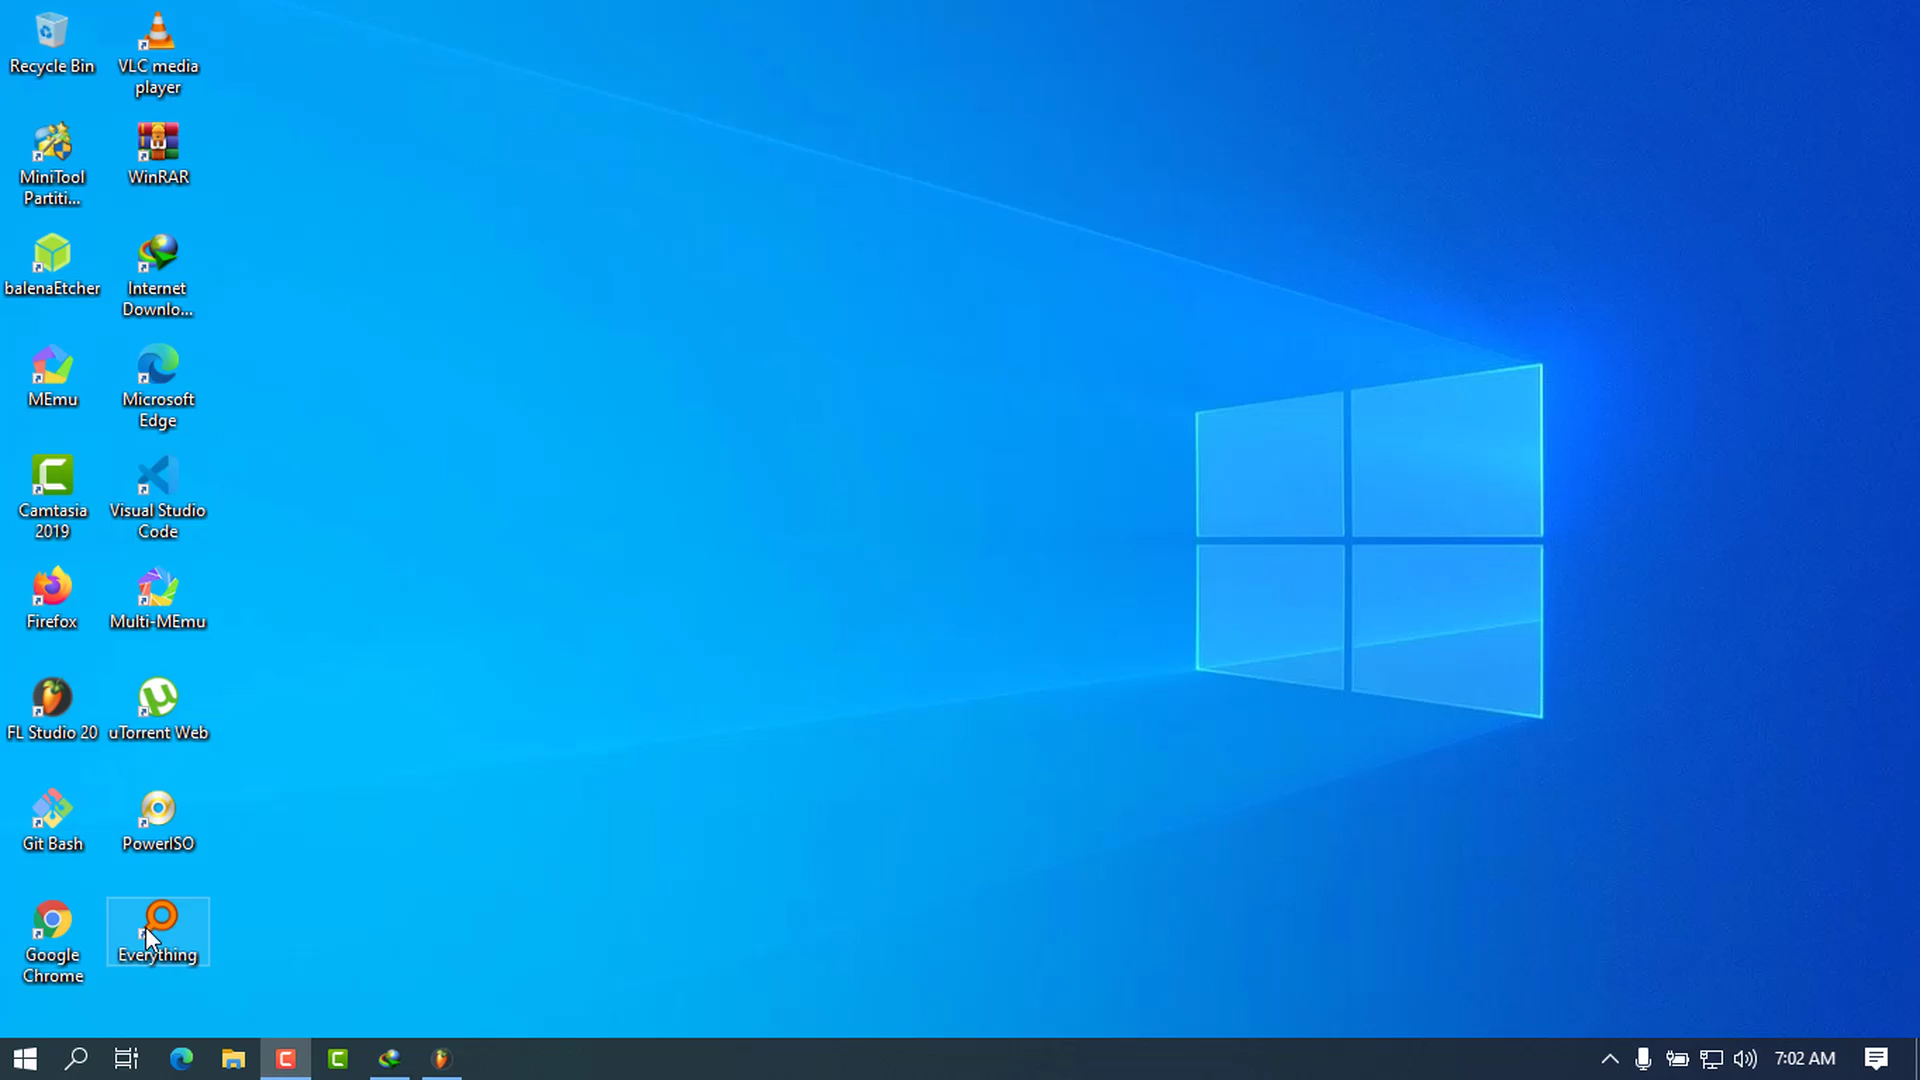 Recycle Bin
VLC media
player
MiniTool
Partiti...
WinRAR
balenaEtcher
Internet
Downlo...
MEmu
Microsoft
Edge
Camtasia
2019
Visual Studio
Code
Firefox
Multi-MEmu
FL Studio 20
uTorrent Web
Git Bash
PowerISO
Google
Chrome
Everything
7:02 AM